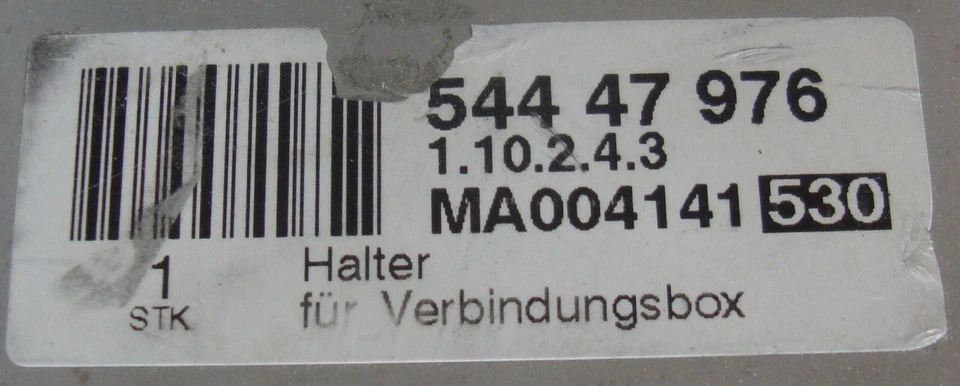 544 47 976
1.10.2.4.3
MA004141 530
1
STK
Halter
für Verbindungsbox